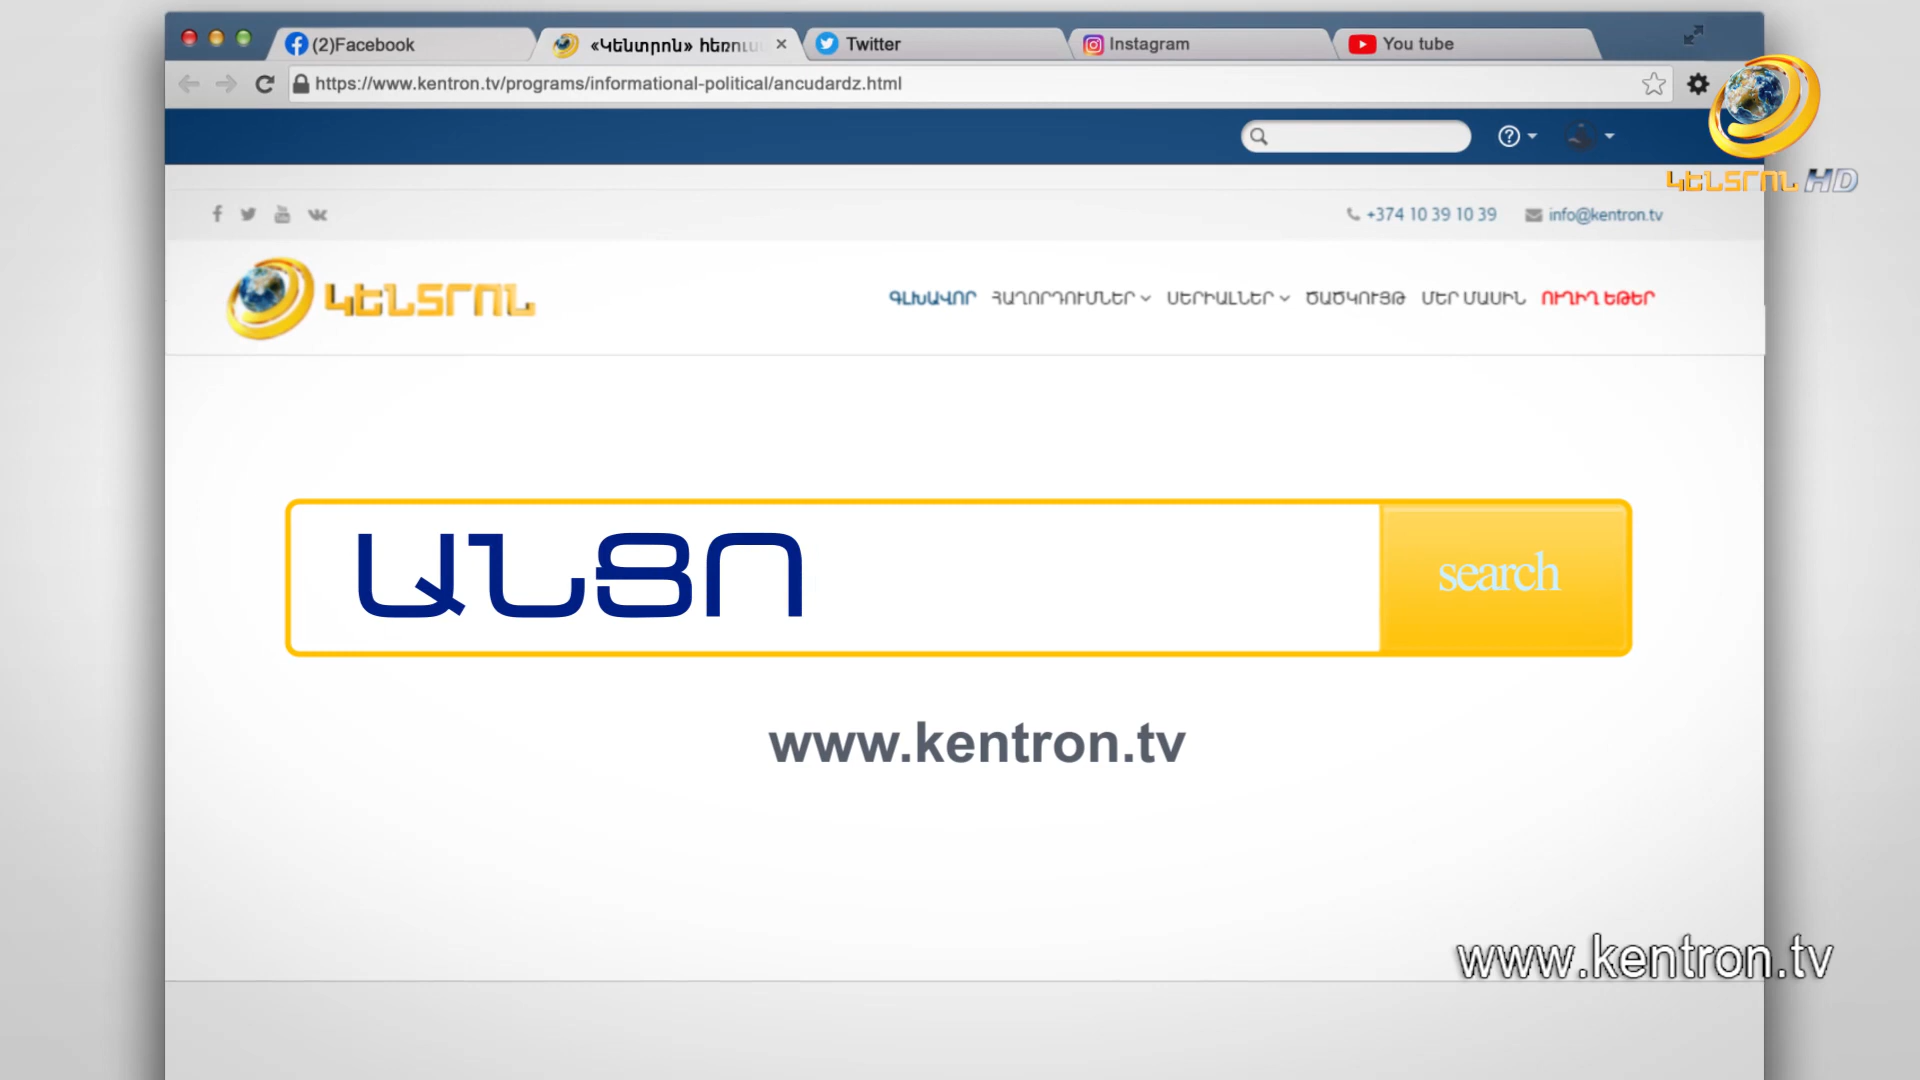 (2)Facebook
«Կենտրոն» հեռուս
Twitter
Instagram
You tube
https://www.kentron.tv/programs/informational-political/ancudardz.html
ԿԵՆՏՐՈՆ HD
+374 10 39 10 39
info@kentron.tv
ԿԵՆՏՐՈՆ
ԳԼԽԱՎՈՐ ՀԱՂՈՐԴՈՒՄՆԵՐ ՍԵՐԻԱԼՆԵՐ ԾԱԾԿՈՒՅԹ ՄԵՐ ՄԱՍԻՆ ՈՒՂԻՂ ԵԹԵՐ
ԱՆՑՈ
search
www.kentron.tv
www.kentron.tv